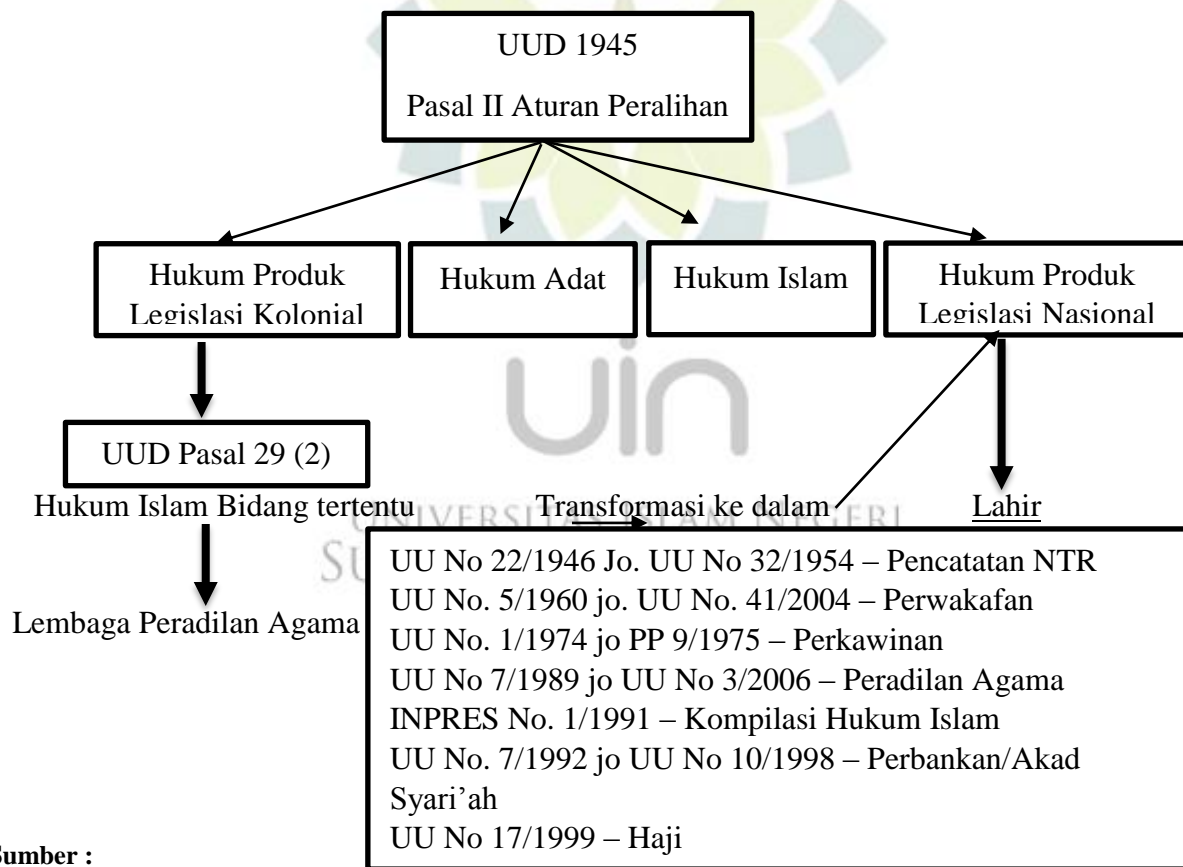 UUD 1945
Pasal II Aturan Peralihan
Hukum Produk
Legislasi Kolonial
Hukum Adat
Hukum Islam
Hukum Produk
Legislasi Nasional
uin
UUD Pasal 29 (2)
Hukum Islam Bidang tertentu
Transformasi ke dalam
Lahir
UNIVERSITAS ISLAM NEGERI
Lembaga Peradilan Agama
UU No 22/1946 Jo. UU No 32/1954 – Pencatatan NTR
UU No. 5/1960 jo. UU No. 41/2004 – Perwakafan
UU No. 1/1974 jo PP 9/1975 – Perkawinan
UU No 7/1989 jo UU No 3/2006 – Peradilan Agama
INPRES No. 1/1991 – Kompilasi Hukum Islam
UU No. 7/1992 jo UU No 10/1998 – Perbankan/Akad
Syari’ah
UU No 17/1999 – Haji
Sumber :